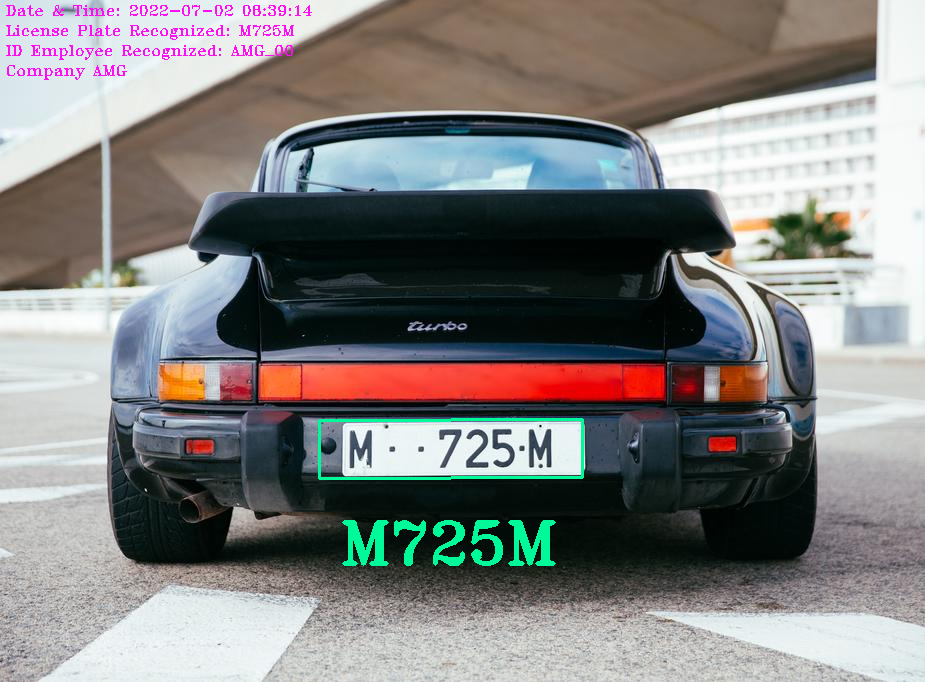 Date & Time: 2022-07-02 08:39:14
License Plate Recognized: M725M
ID Employee Recognized: AMG_06
Company AMG
turbo
M··725·M
M725M